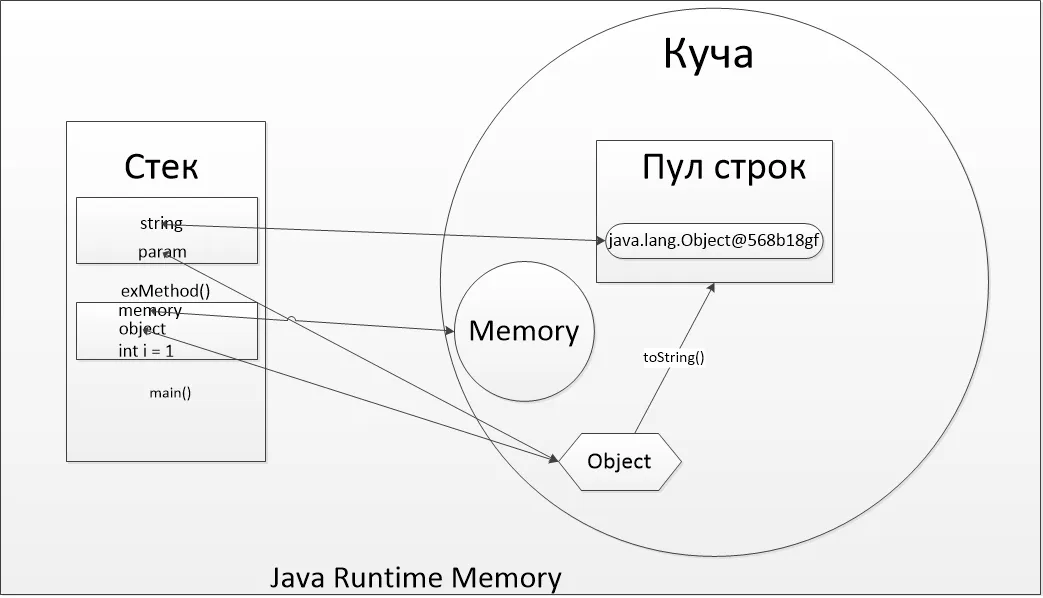 Куча
Стек
Пул строк
string
param
java.lang.Object@568b18gf
exMethod()
memory
object
int i = 1
Memory
toString()
main()
Object
Java Runtime Memory